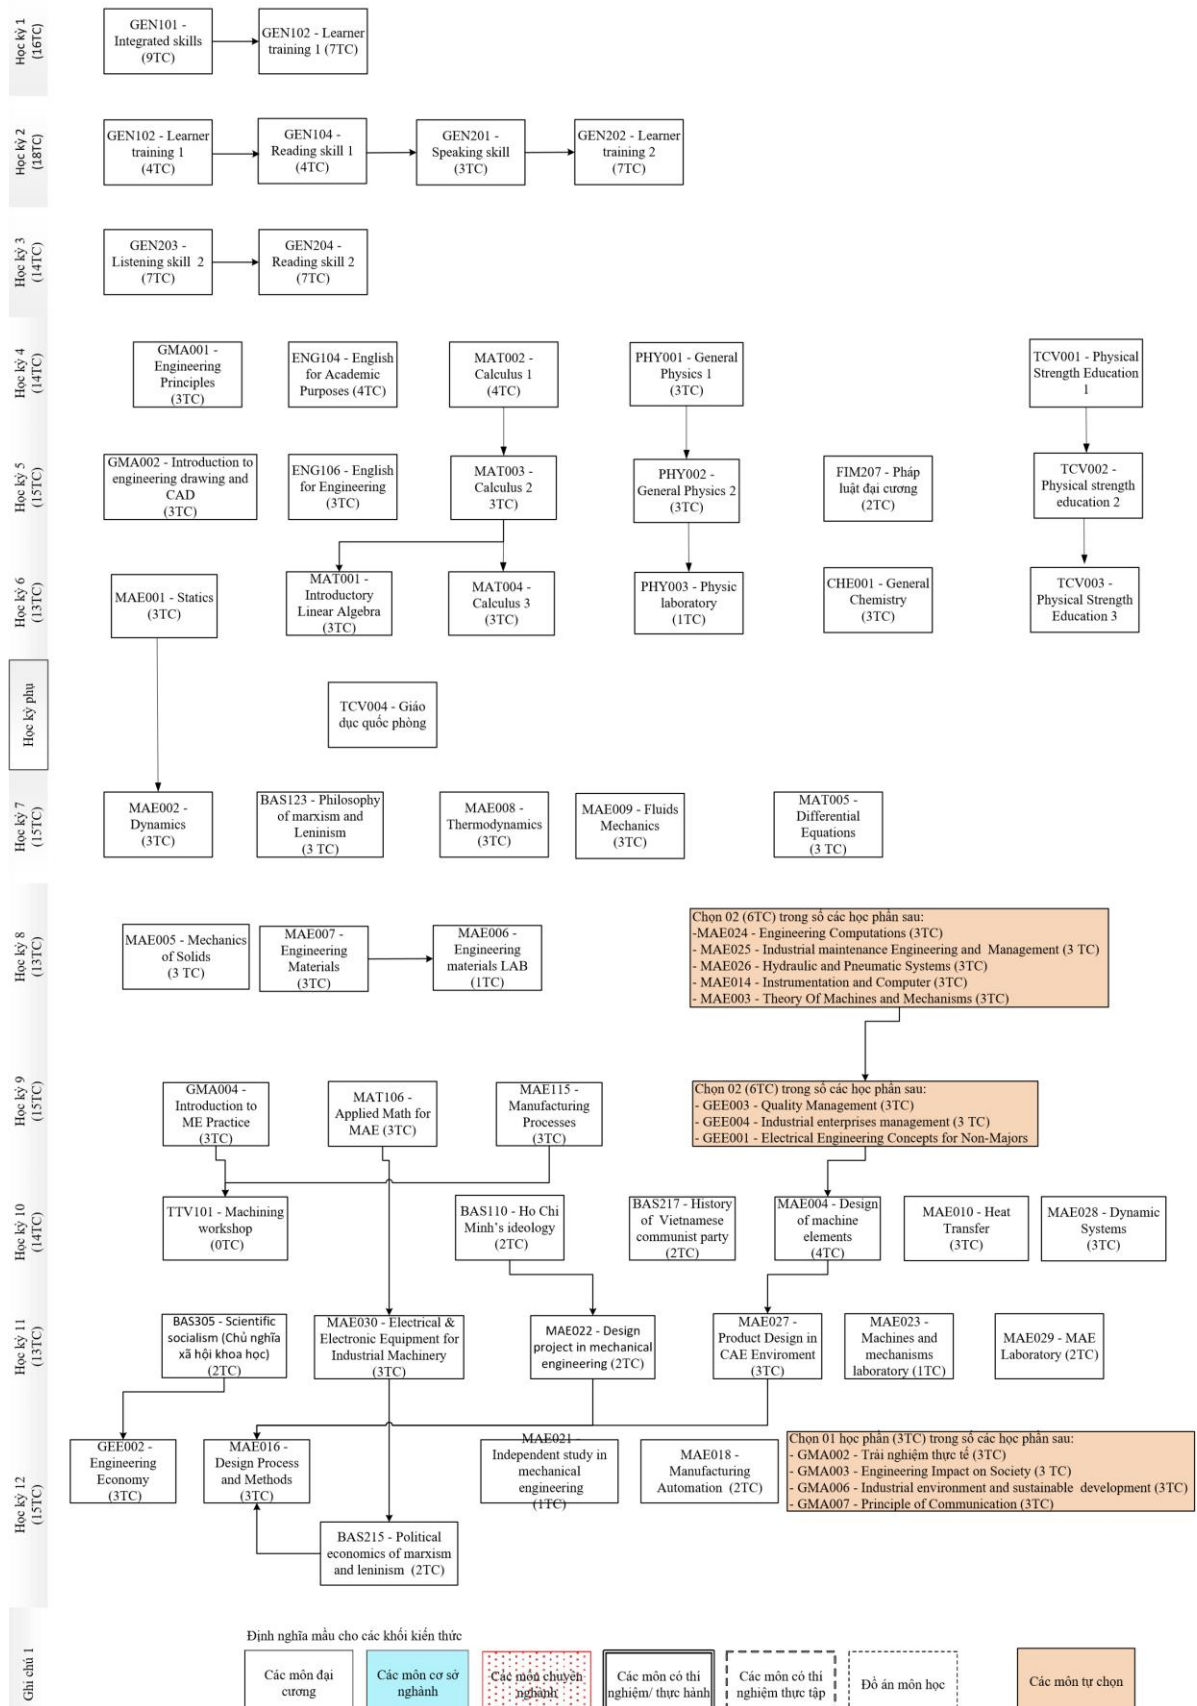 Học kỳ 1
(16TC)
GEN101 -
Integrated skills
(9TC)
GEN102 - Learner
training 1 (7TC)
Học kỳ 2
(18TC)
GEN102 - Learner
training 1
(4TC)
GEN104 -
Reading skill 1
(4TC)
GEN201 -
Speaking skill
(3TC)
GEN202 - Learner
training 2
(7TC)
Học kỳ 3
(14TC)
GEN203 -
Listening skill 2
(7TC)
GEN204 -
Reading skill 2
(7TC)
Học kỳ 4
(14TC)
GMA001 -
Engineering
Principles
(3TC)
ENG104 - English
for Academic
Purposes (4TC)
MAT002 -
Calculus 1
(4TC)
PHY001 - General
Physics 1
(3TC)
TCV001 - Physical
Strength Education
1
Học kỳ 5
(15TC)
GMA002 - Introduction to
engineering drawing and
CAD
(3TC)
ENG106 - English
for Engineering
(3TC)
MAT003 -
Calculus 2
3TC)
PHY002 -
General Physics 2
(3TC)
FIM207 - Pháp
luật đại cương
(2TC)
TCV002 -
Physical strength
education 2
Học kỳ 6
(13TC)
MAE001 - Statics
(3TC)
MAT001 -
Introductory
Linear Algebra
(3TC)
MAT004 -
Calculus 3
(3TC)
PHY003 - Physic
laboratory
(1TC)
CHE001 - General
Chemistry
(3TC)
TCV003 -
Physical Strength
Education 3
Học kỳ phụ
TCV004 - Giáo
dục quốc phòng
Học kỳ 7
(15TC)
MAE002 -
Dynamics
(3TC)
BAS123 - Philosophy
of marxism and
Leninism
(3 TC)
MAE008 -
Thermodynamics
(3TC)
MAE009 - Fluids
Mechanics
(3TC)
MAT005 -
Differential
Equations
(3 TC)
Học kỳ 8
(13TC)
MAE005 - Mechanics
of Solids
(3 TC)
MAE007 -
Engineering
Materials
(3TC)
MAE006 -
Engineering
materials LAB
(1TC)
Chọn 02 (6TC) trong số các học phần sau:
-MAE024 - Engineering Computations (3TC)
- MAE025 - Industrial maintenance Engineering and Management (3 TC)
- MAE026 - Hydraulic and Pneumatic Systems (3TC)
- MAE014 - Instrumentation and Computer (3TC)
- MAE003 - Theory Of Machines and Mechanisms (3TC)
Học kỳ 9
(15TC)
GMA004 -
Introduction to
ME Practice
(3TC)
MAT106 -
Applied Math for
MAE (3TC)
MAE115 -
Manufacturing
Processes
(3TC)
Chọn 02 (6TC) trong số các học phần sau:
- GEE003 - Quality Management (3TC)
- GEE004 - Industrial enterprises management (3 TC)
- GEE001 - Electrical Engineering Concepts for Non-Majors
Học kỳ 10
(14TC)
TTV101 - Machining
workshop
(0TC)
BAS110 - Ho Chi
Minh's ideology
(2TC)
BAS217 - History
of Vietnamese
communist party
(2TC)
MAE004 - Design
of machine
elements
(4TC)
MAE010 - Heat
Transfer
(3TC)
MAE028 - Dynamic
Systems
(3TC)
Học kỳ 11
(13TC)
BAS305 - Scientific
socialism (Chủ nghĩa
xã hội khoa học)
(2TC)
MAE030 - Electrical &
Electronic Equipment for
Industrial Machinery
(3TC)
MAE022 - Design
project in mechanical
engineering (2TC)
MAE027 -
Product Design in
CAE Enviroment
(3TC)
MAE023 -
Machines and
mechanisms
laboratory (1TC)
MAE029 - MAE
Laboratory (2TC)
Học kỳ 12
(15TC)
GEE002 -
Engineering
Economy
(3TC)
MAE016 -
Design Process
and Methods
(3TC)
MAE021 -
Independent study in
mechanical
engineering
(1TC)
MAE018 -
Manufacturing
Automation (2TC)
Chọn 01 học phần (3TC) trong số các học phần sau:
- GMA002 - Trải nghiệm thực tế (3TC)
- GMA003 - Engineering Impact on Society (3 TC)
- GMA006 - Industrial environment and sustainable development (3TC)
- GMA007 - Principle of Communication (3TC)
BAS215 - Political
economics of marxism
and leninism (2TC)
Ghi chú 1
Định nghĩa mầu cho các khối kiến thức
Các môn đại
cương
Các môn cơ sở
nghành
Các môn chuyên
nghành
Các môn có thí
nghiệm/ thực hành
Các môn có thí
nghiệm thực tập
Đồ án môn học
Các môn tự chọn